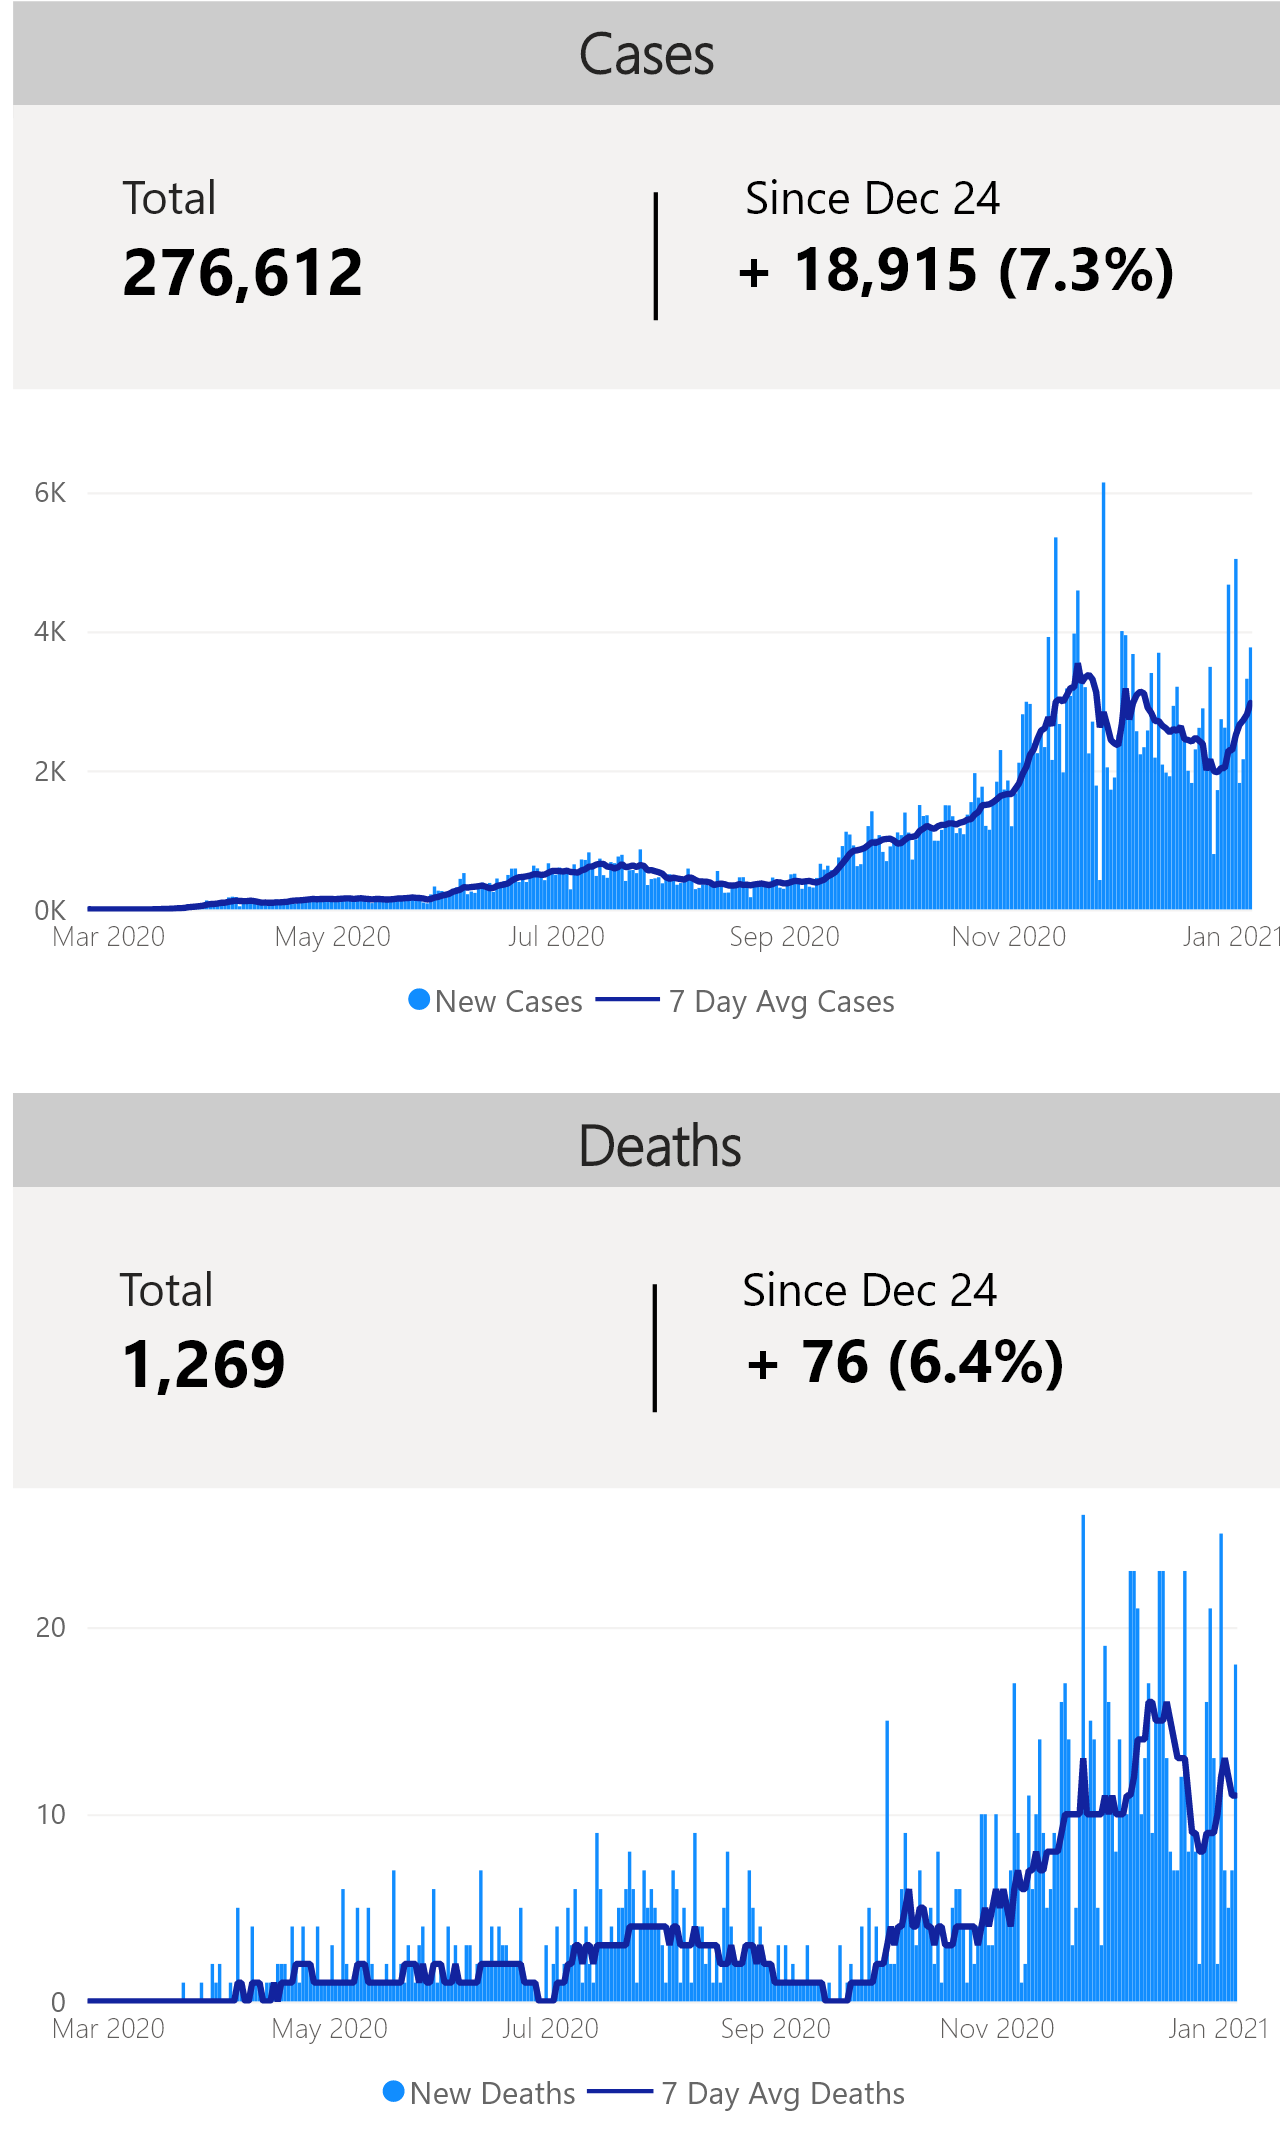 Cases
Total
Since Dec 24
276,612
+ 18,915 (7.3%)
6K
4K
2K
0K
Mar 2020 May 2020 Jul 2020 Sep 2020 Nov 2020 Jan 2021
New Cases 7 Day Avg Cases
Deaths
Total
Since Dec 24
1,269
+ 76 (6.4%)
20
10
0
Mar 2020 May 2020 Jul 2020 Sep 2020 Nov 2020 Jan 2021
New Deaths 7 Day Avg Deaths